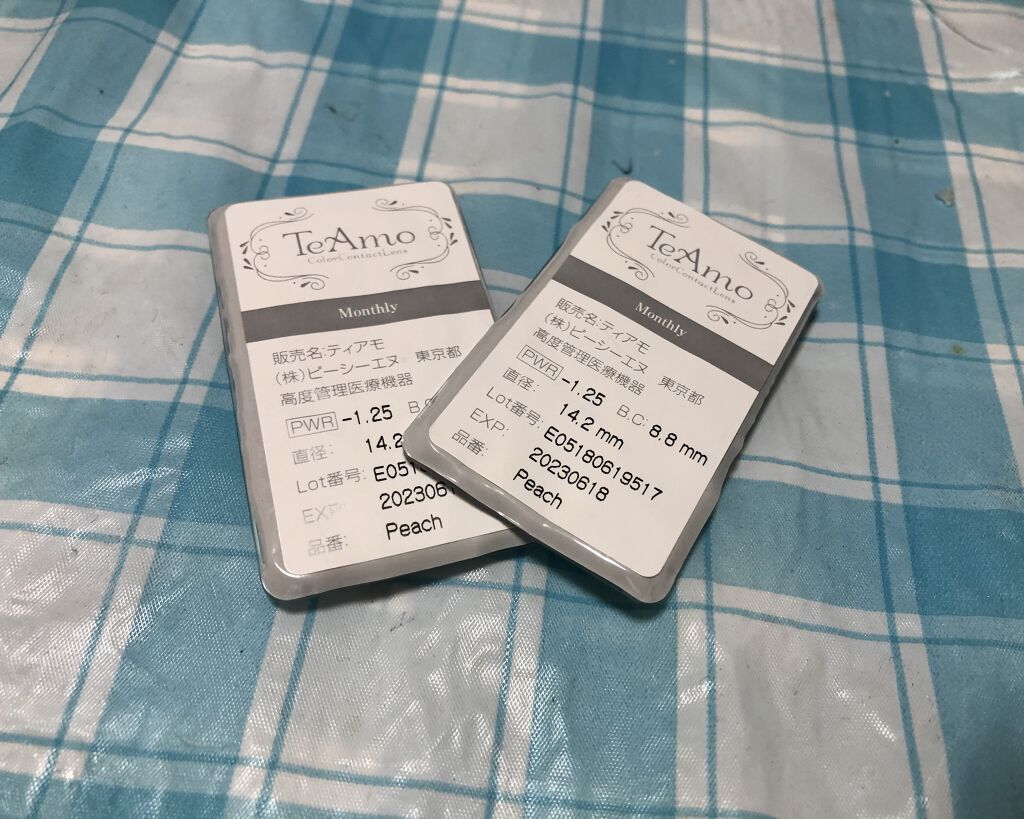 TeAmo
ColorContactLens
Monthly
販売名:ティアモ
(株)ピーシーエヌ 東京都
高度管理医療機器
PWR -1.25 B.C
直径: 14.2
Lot番号: E0518
EXP: 2023061
品番: Peach
TeAmo
ColorContactLens
Monthly
販売名:ティアモ
(株)ピーシーエヌ 東京都
高度管理医療機器
PWR -1.25 B.C: 8.8 mm
直径: 14.2 mm
Lot番号: E05180619517
EXP: 20230618
品番: Peach